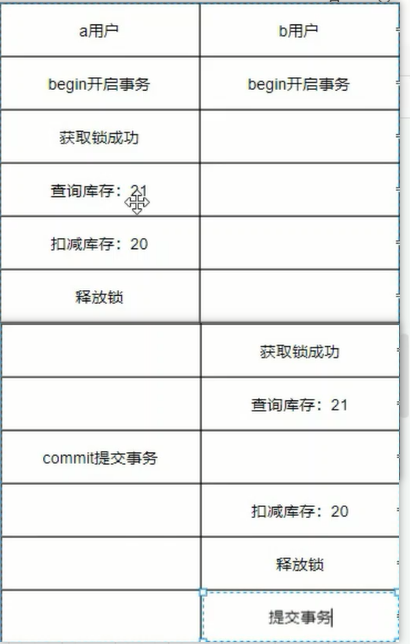 a用户 b用户
begin开启事务 begin开启事务
获取锁成功
查询库存：21
扣减库存：20
释放锁
获取锁成功
查询库存：21
commit提交事务
扣减库存：20
释放锁
提交事务